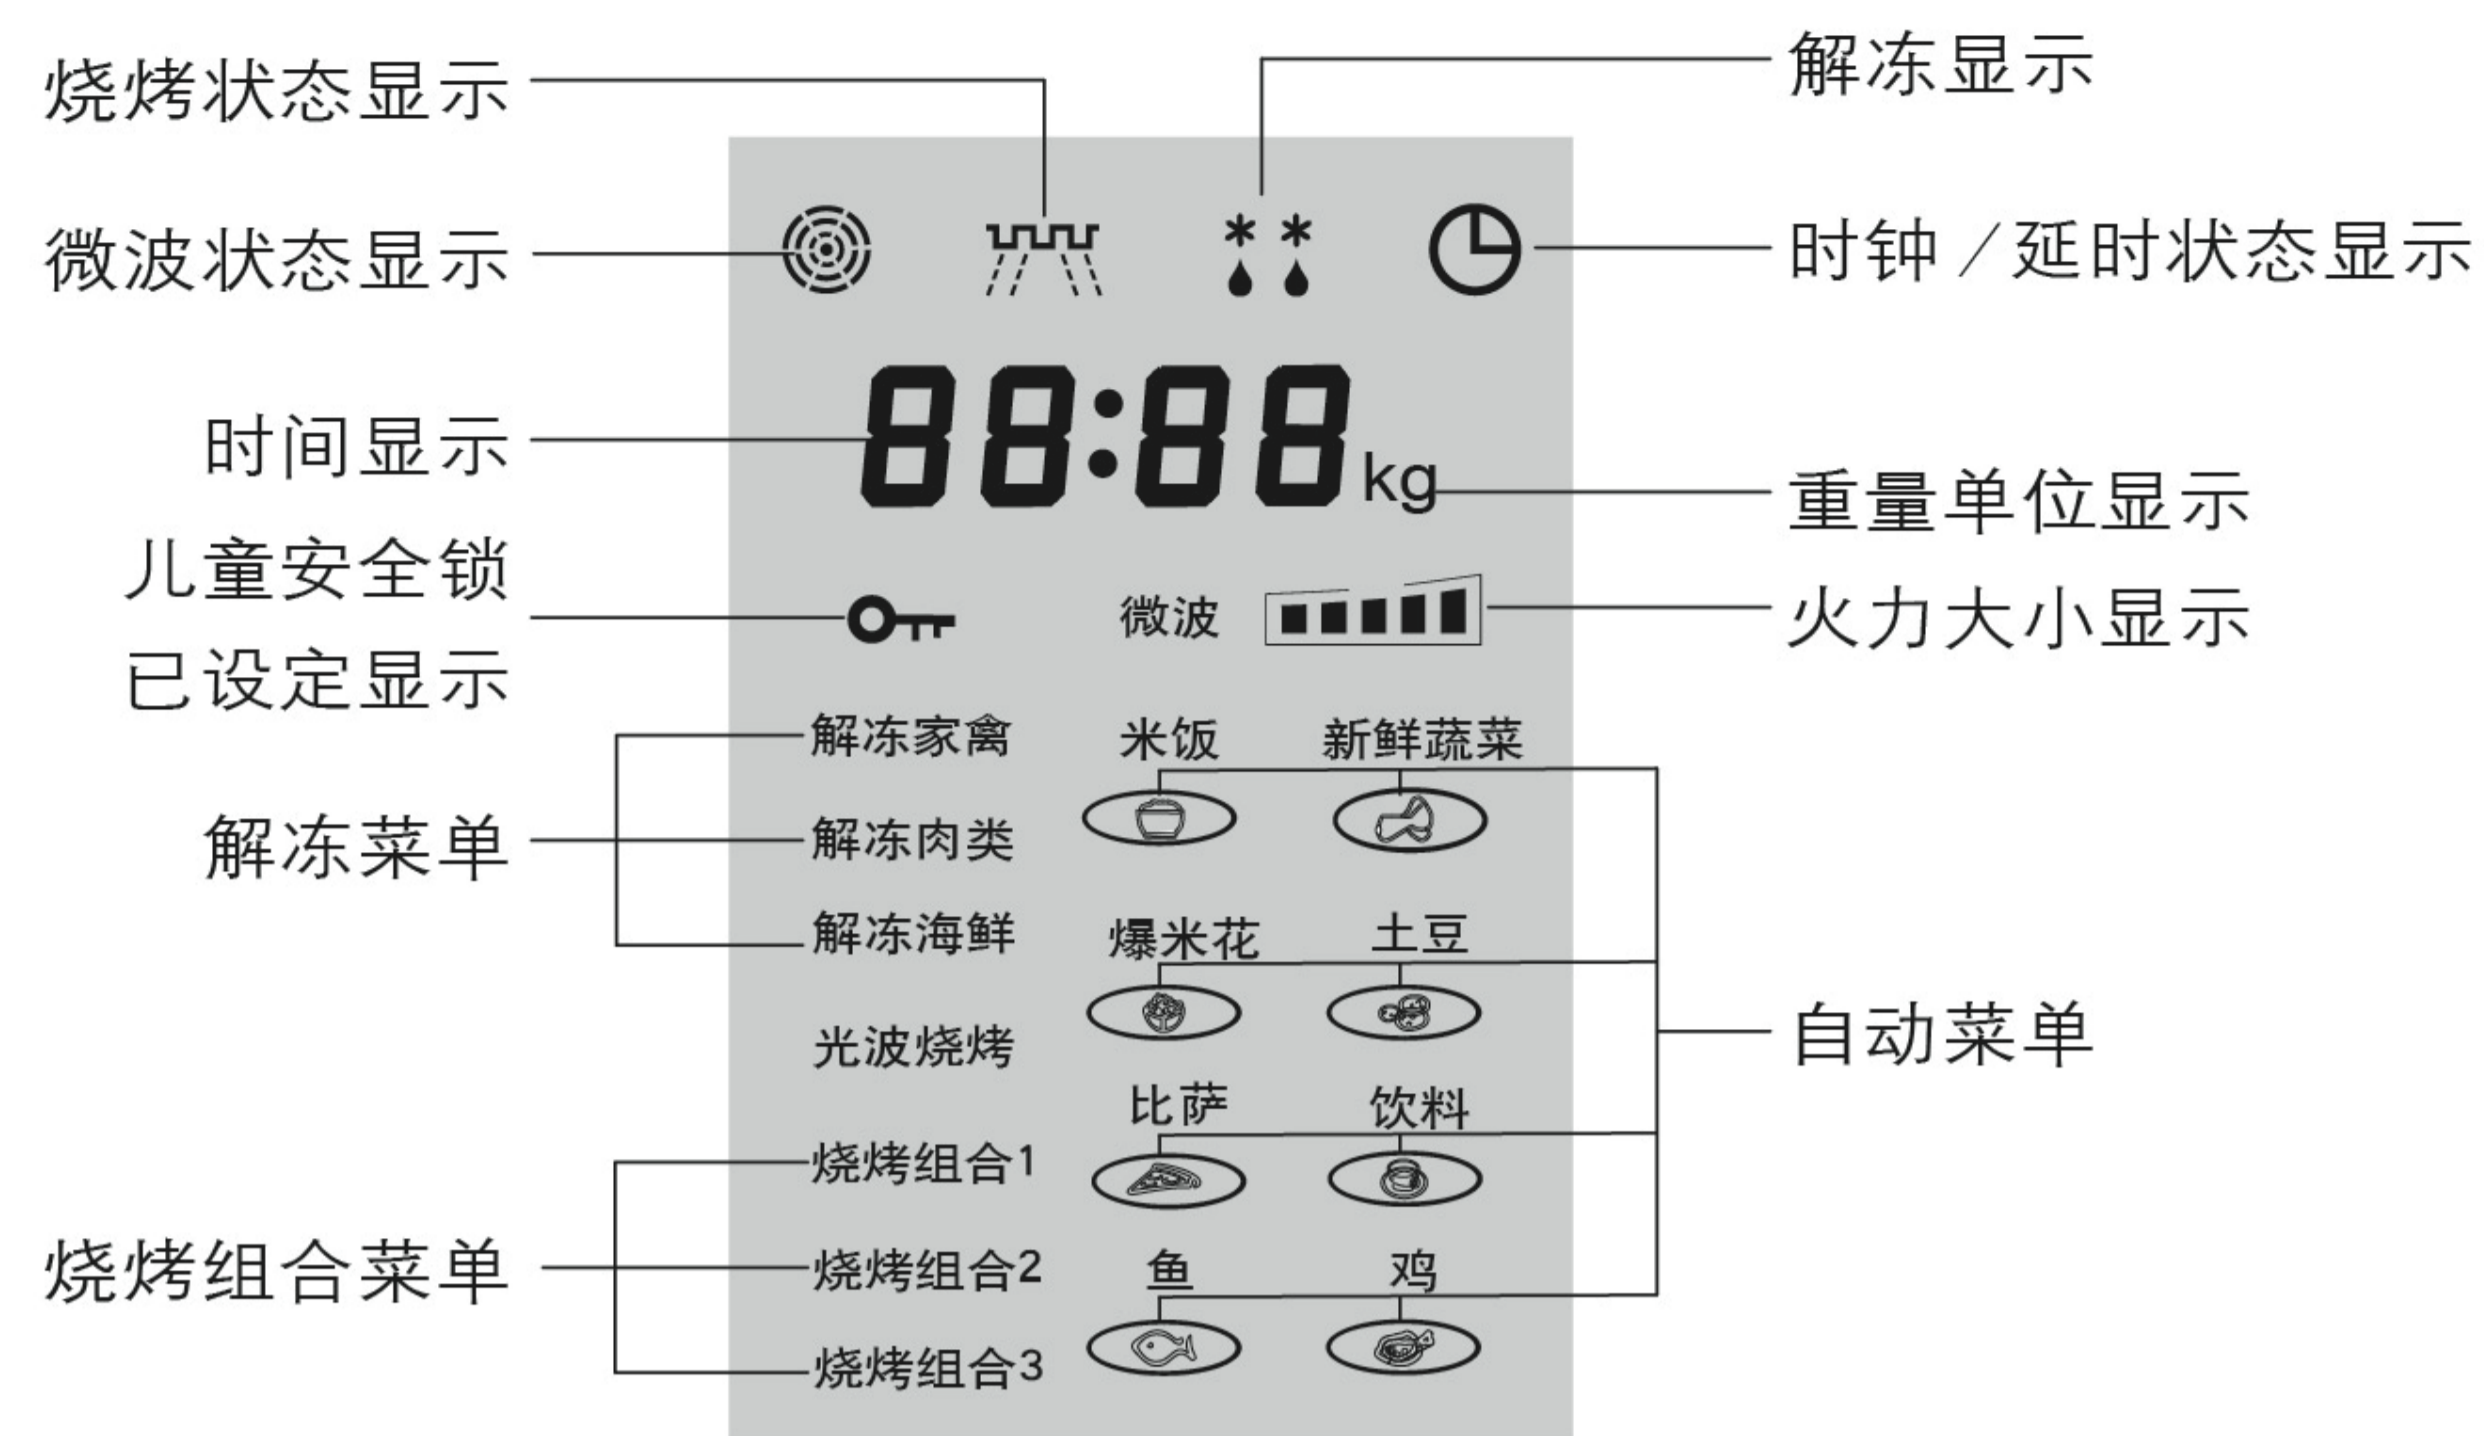 烧烤状态显示
解冻显示
微波状态显示
时钟/延时状态显示
时间显示
88:88kg
重量单位显示
儿童安全锁
已设定显示
微波
火力大小显示
解冻家禽
米饭
新鲜蔬菜
解冻菜单
解冻肉类
解冻海鲜
爆米花
土豆
光波烧烤
自动菜单
比萨
饮料
烧烤组合1
烧烤组合菜单
烧烤组合2
鱼
鸡
烧烤组合3